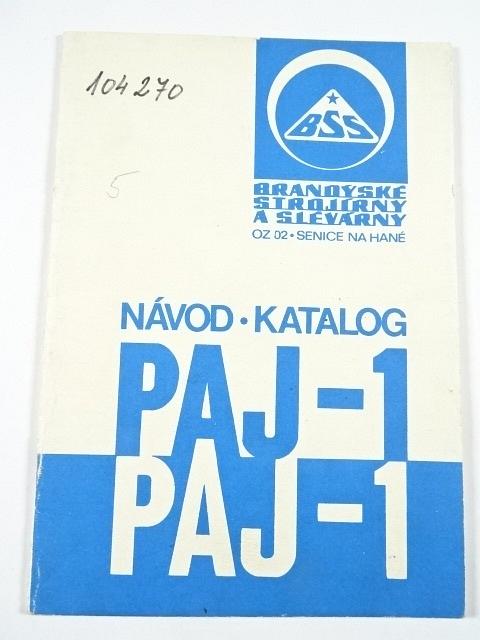 104 270
5
BSS
BRANDÝSKÉ
STROJÍRNY
A SLÉVÁRNY
OZ 02 • SENICE NA HANÉ
NÁVOD • KATALOG
PAJ-1
PAJ-1